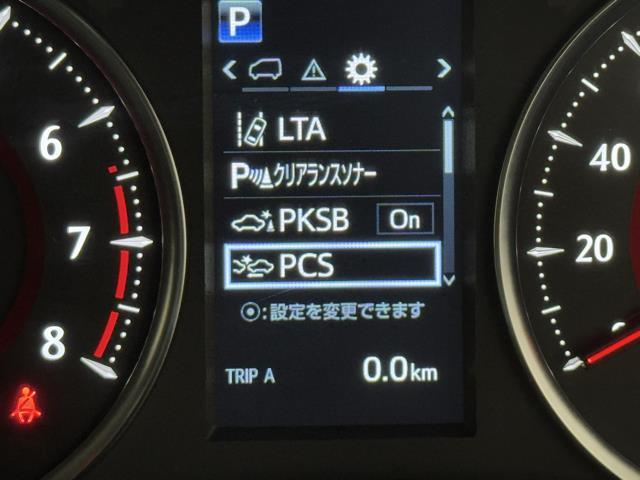 P
LTA
P クリアランスソナー
PKSB On
PCS
⦿:設定を変更できます
TRIP A 0.0km
6
7
8
40
20